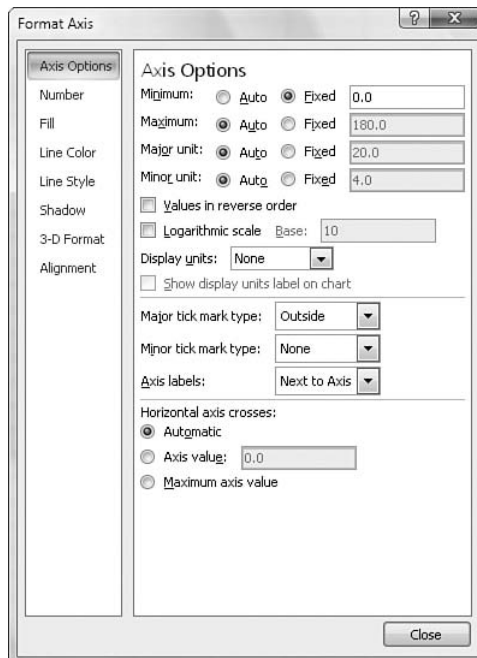 Format Axis
? X
Axis Options
Number
Fill
Line Color
Line Style
Shadow
3-D Format
Alignment
Axis Options
Minimum: Auto Fixed 0.0
Maximum: Auto Fixed 180.0
Major unit: Auto Fixed 20.0
Minor unit: Auto Fixed 4.0
Values in reverse order
Logarithmic scale Base: 10
Display units: None
Show display units label on chart
Major tick mark type: Outside
Minor tick mark type: None
Axis labels: Next to Axis
Horizontal axis crosses:
Automatic
Axis value: 0.0
Maximum axis value
Close